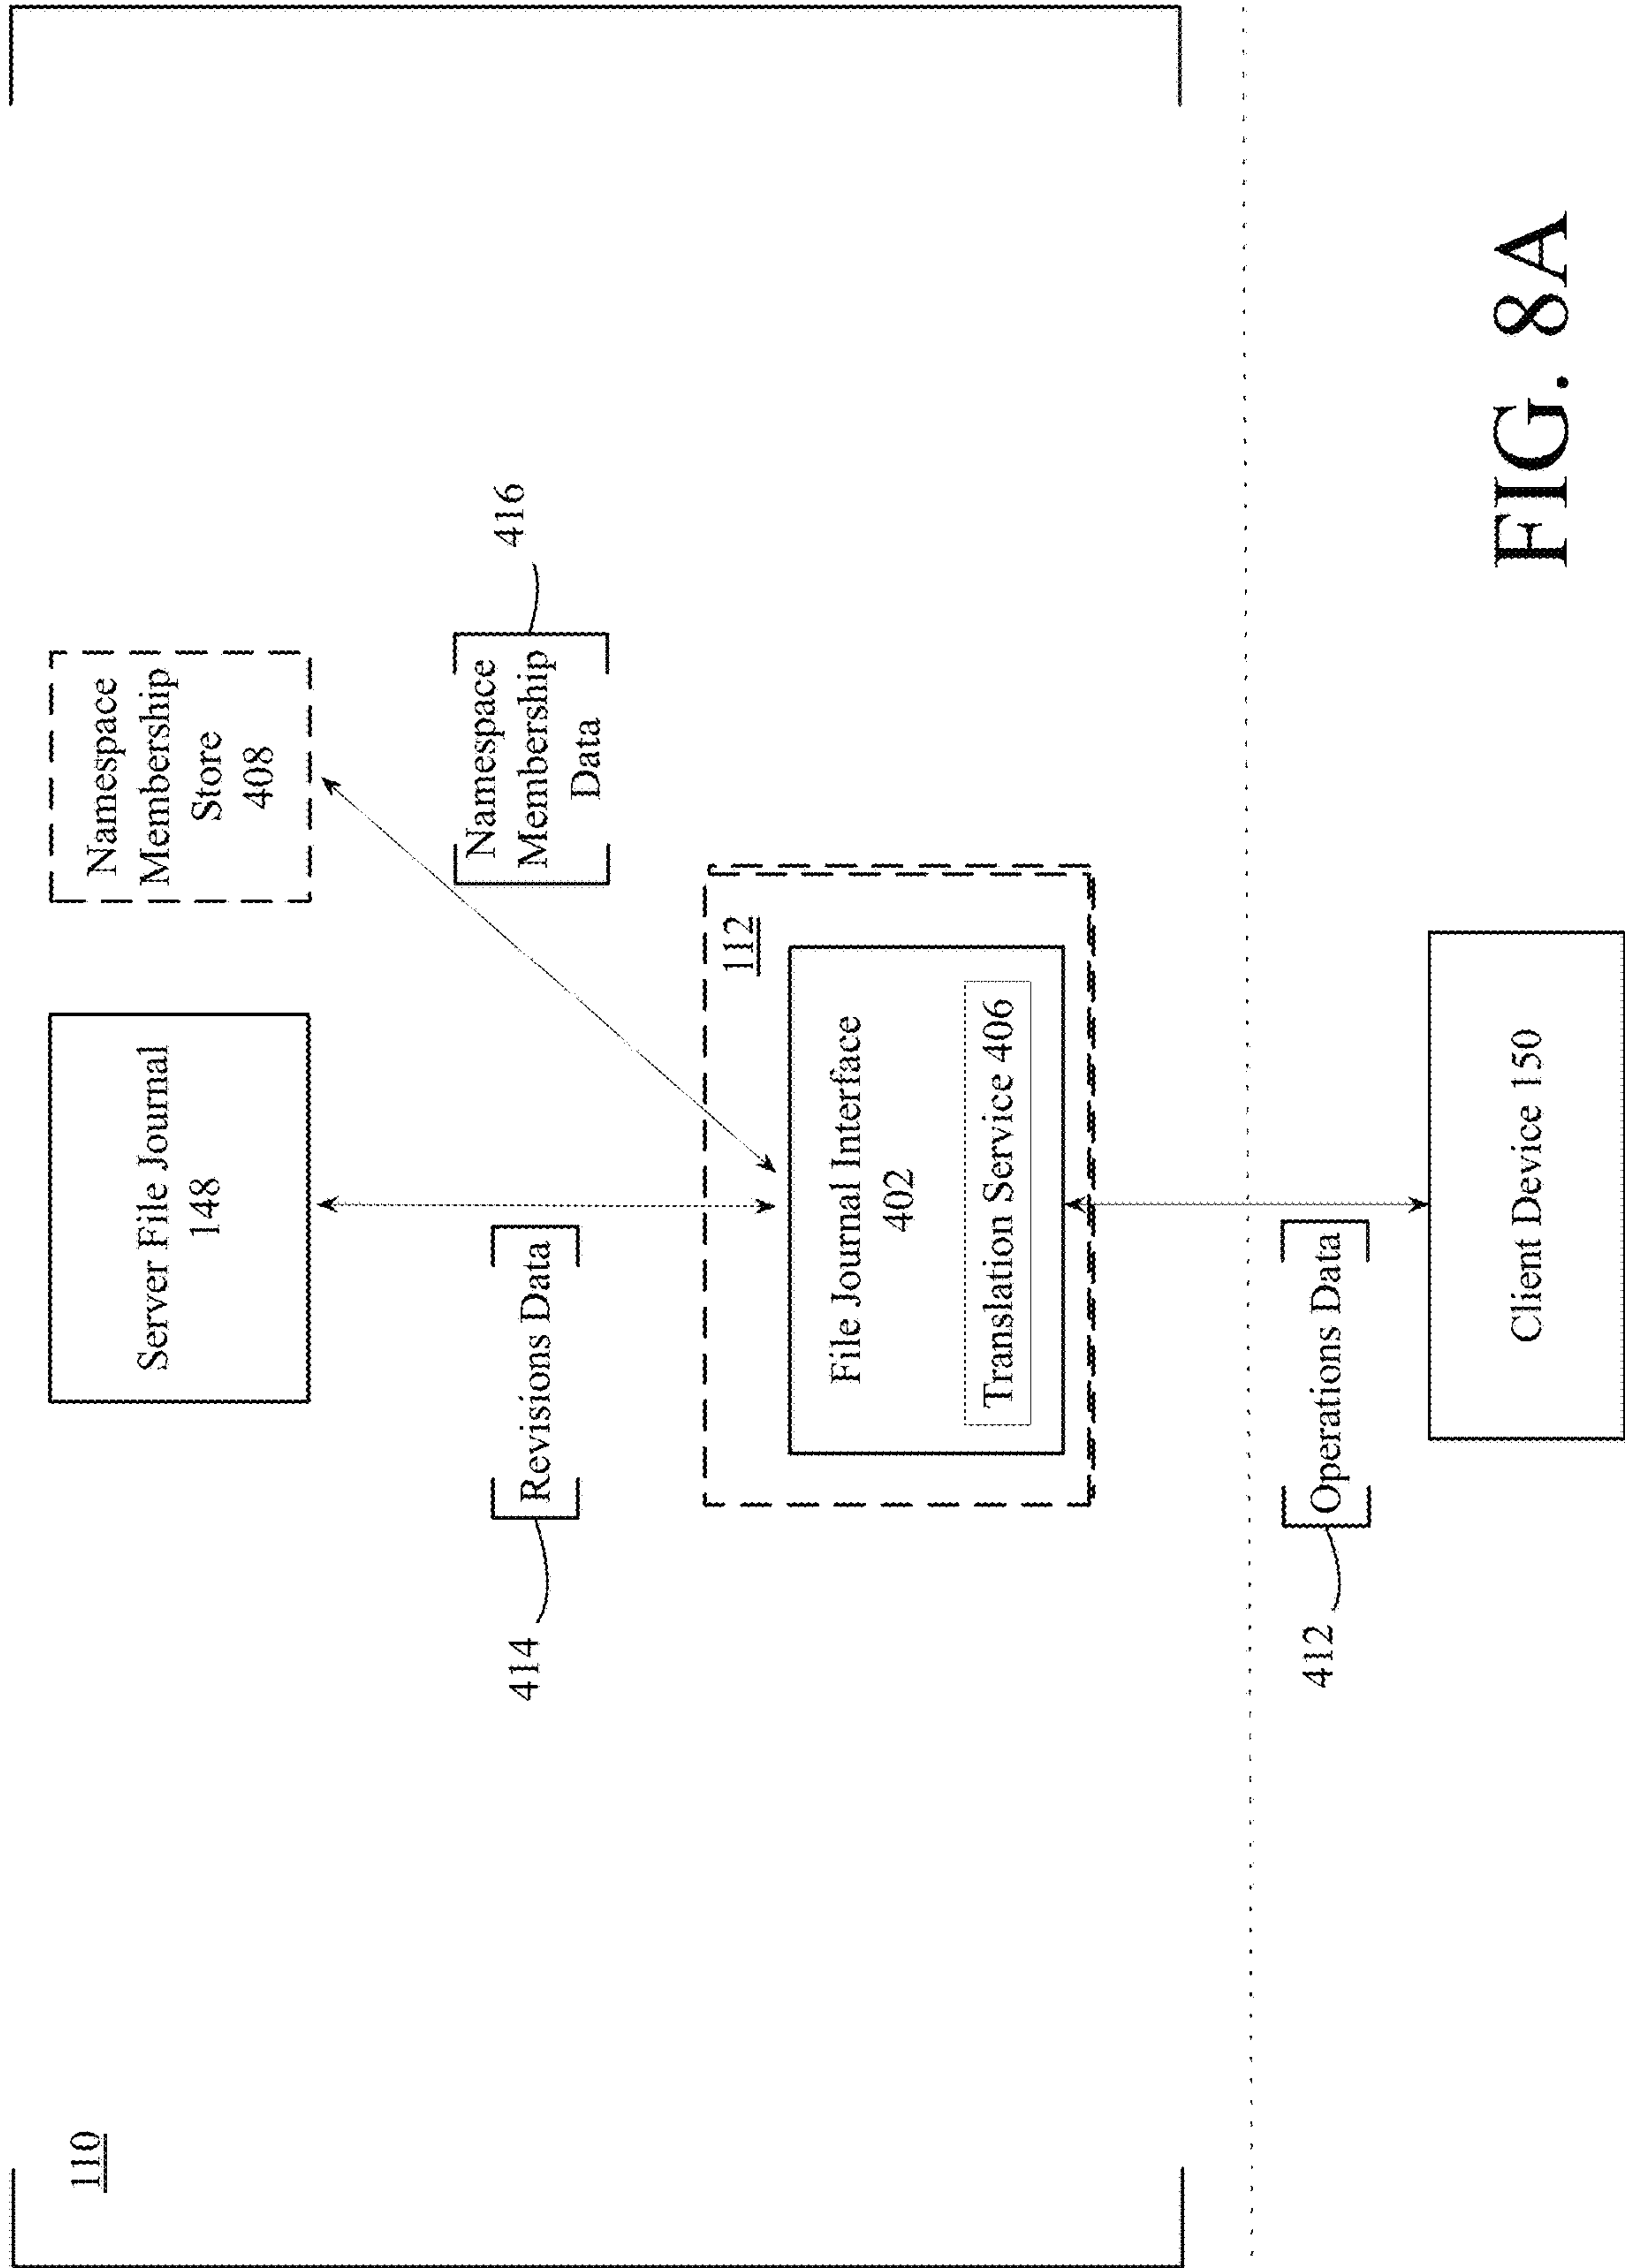 110
Server File Journal
148
Namespace
Membership
Store
408
414
Revisions Data
Namespace
Membership
Data
416
112
File Journal Interface
402
Translation Service 406
412
Operations Data
Client Device 150
FIG. 8A